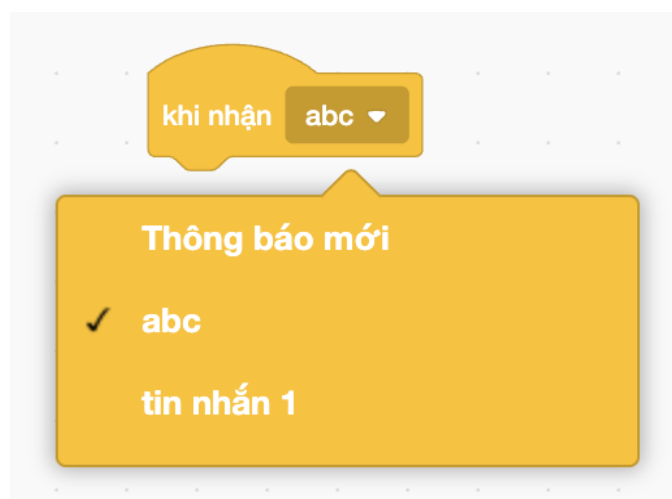 khi nhận abc
Thông báo mới
abc
tin nhắn 1